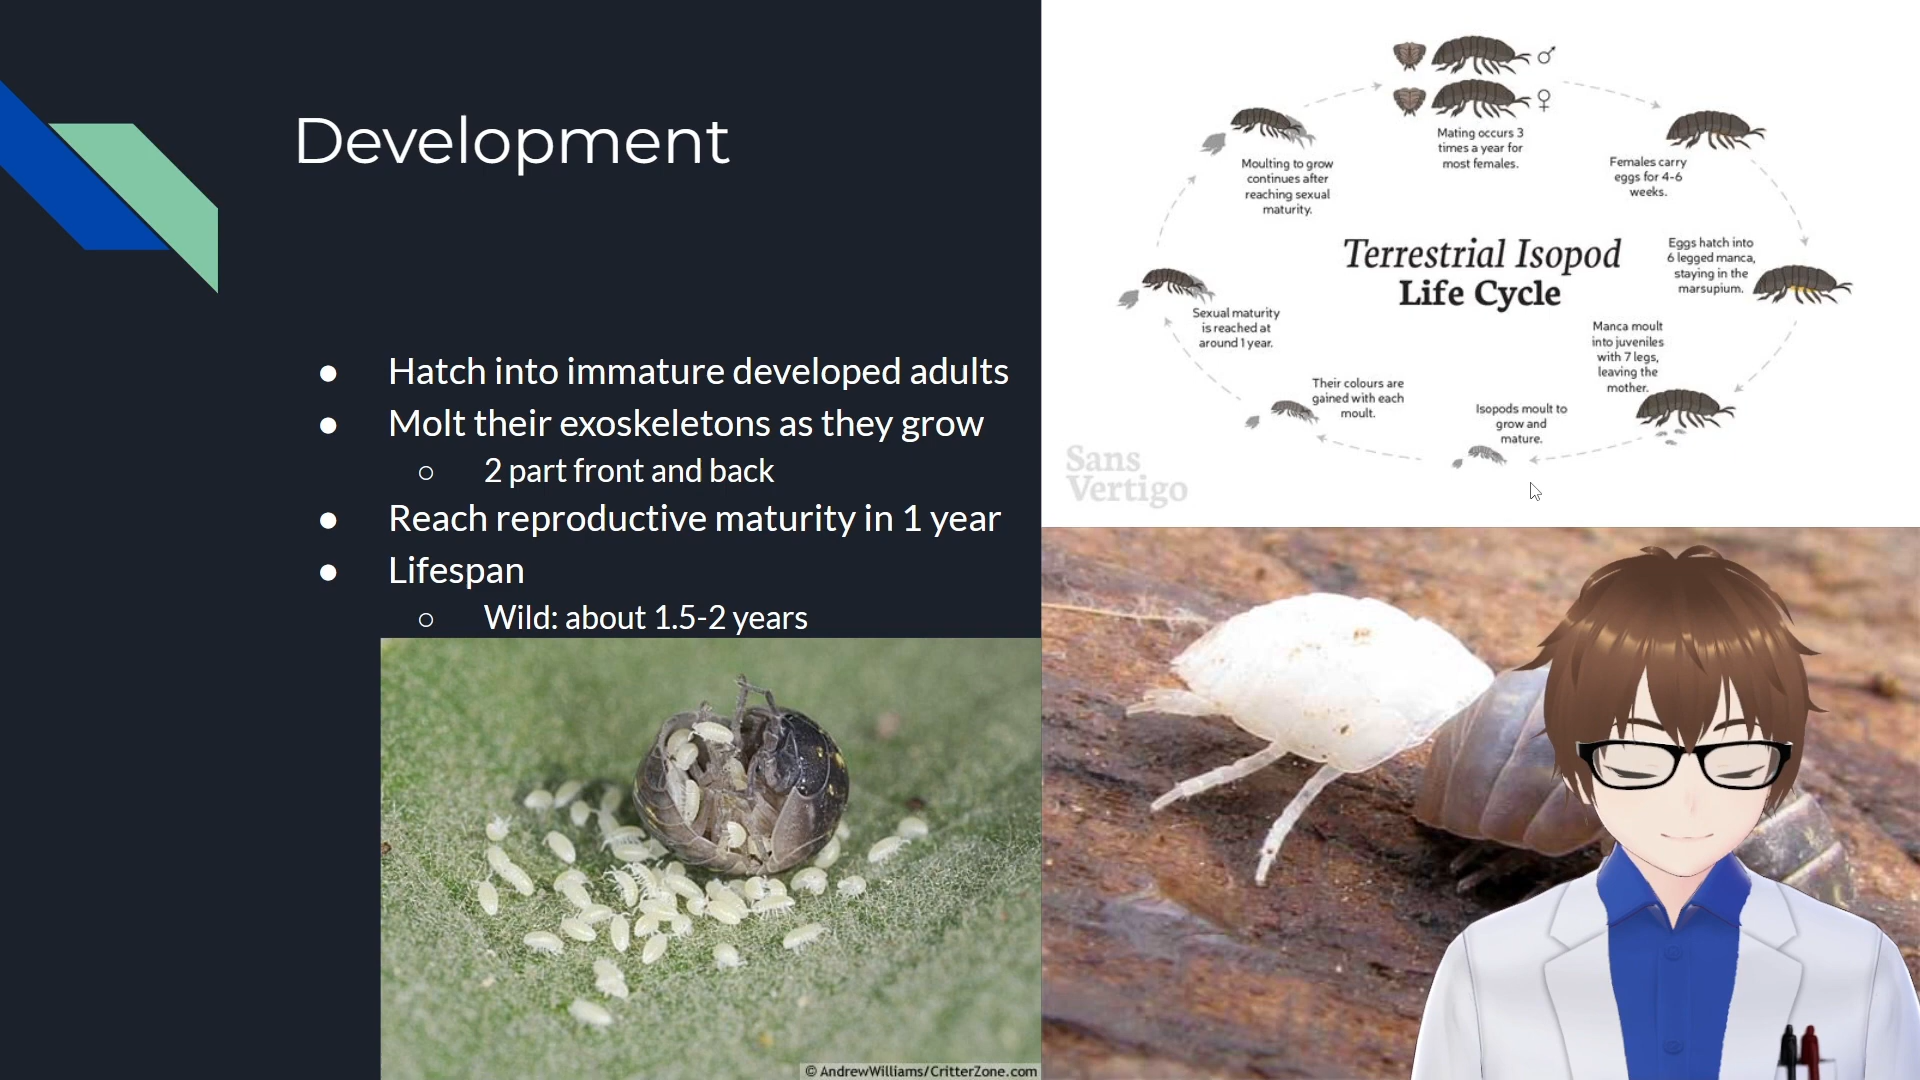 Development
● Hatch into immature developed adults
● Molt their exoskeletons as they grow
○ 2 part front and back
● Reach reproductive maturity in 1 year
● Lifespan
○ Wild: about 1.5-2 years
© AndrewWilliams/CritterZone.com
Terrestrial Isopod
Life Cycle
♂
♀
Mating occurs 3
times a year for
most females.
Females carry
eggs for 4-6
weeks.
Eggs hatch into
6 legged manca,
staying in the
marsupium.
Manca moult
into juveniles
with 7 legs,
leaving the
mother.
Isopods moult to
grow and
mature.
Their colours are
gained with each
moult.
Sexual maturity
is reached at
around 1 year.
Moulting to grow
continues after
reaching sexual
maturity.
Sans
Vertigo